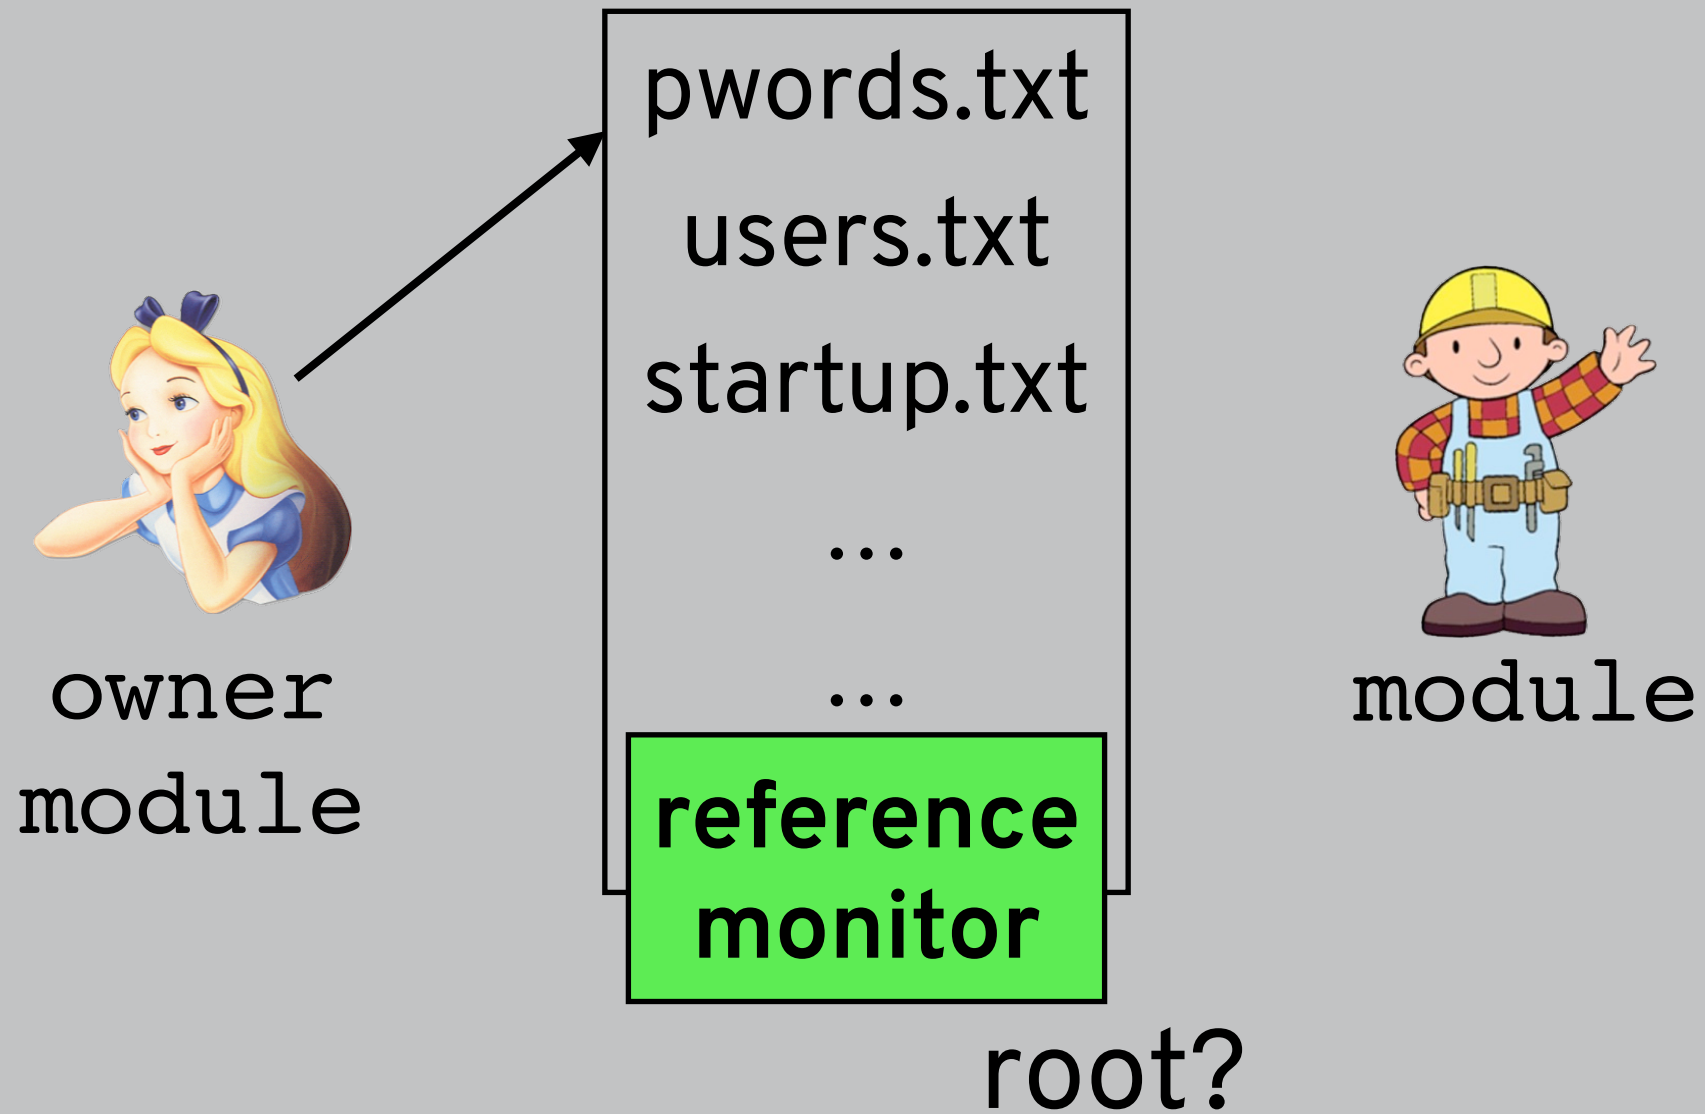 pwords.txt
users.txt
startup.txt
...
...
owner
module
module
reference
monitor
root?